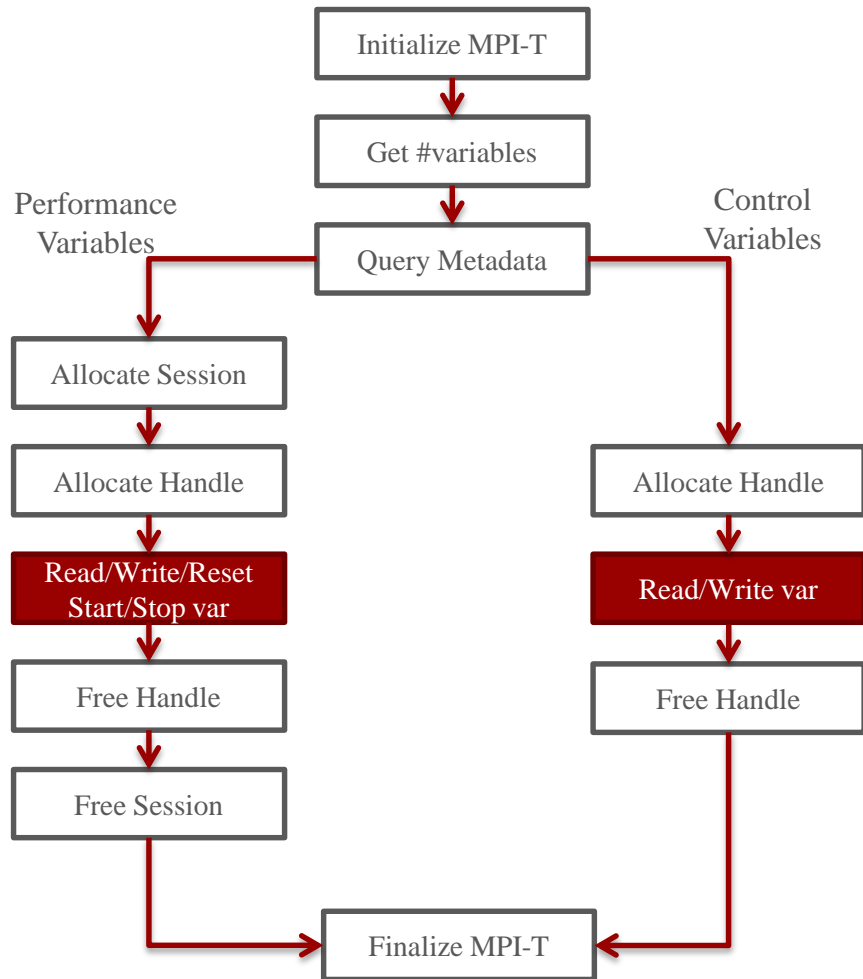 Initialize MPI-T
Get #variables
Performance
Variables
Control
Variables
Query Metadata
Allocate Session
Allocate Handle
Read/Write/Reset
Start/Stop var
Free Handle
Free Session
Allocate Handle
Read/Write var
Free Handle
Finalize MPI-T